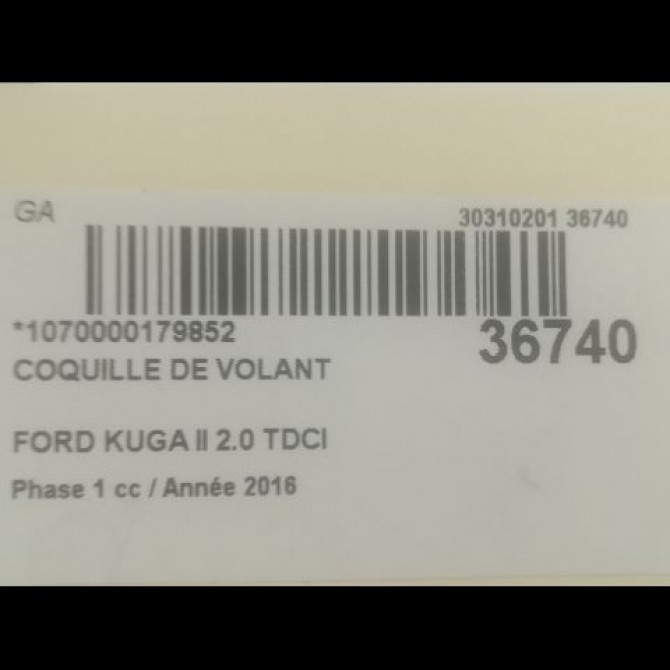 GA
30310201 36740
*1070000179852
36740
COQUILLE DE VOLANT
FORD KUGA II 2.0 TDCI
Phase 1 cc / Année 2016